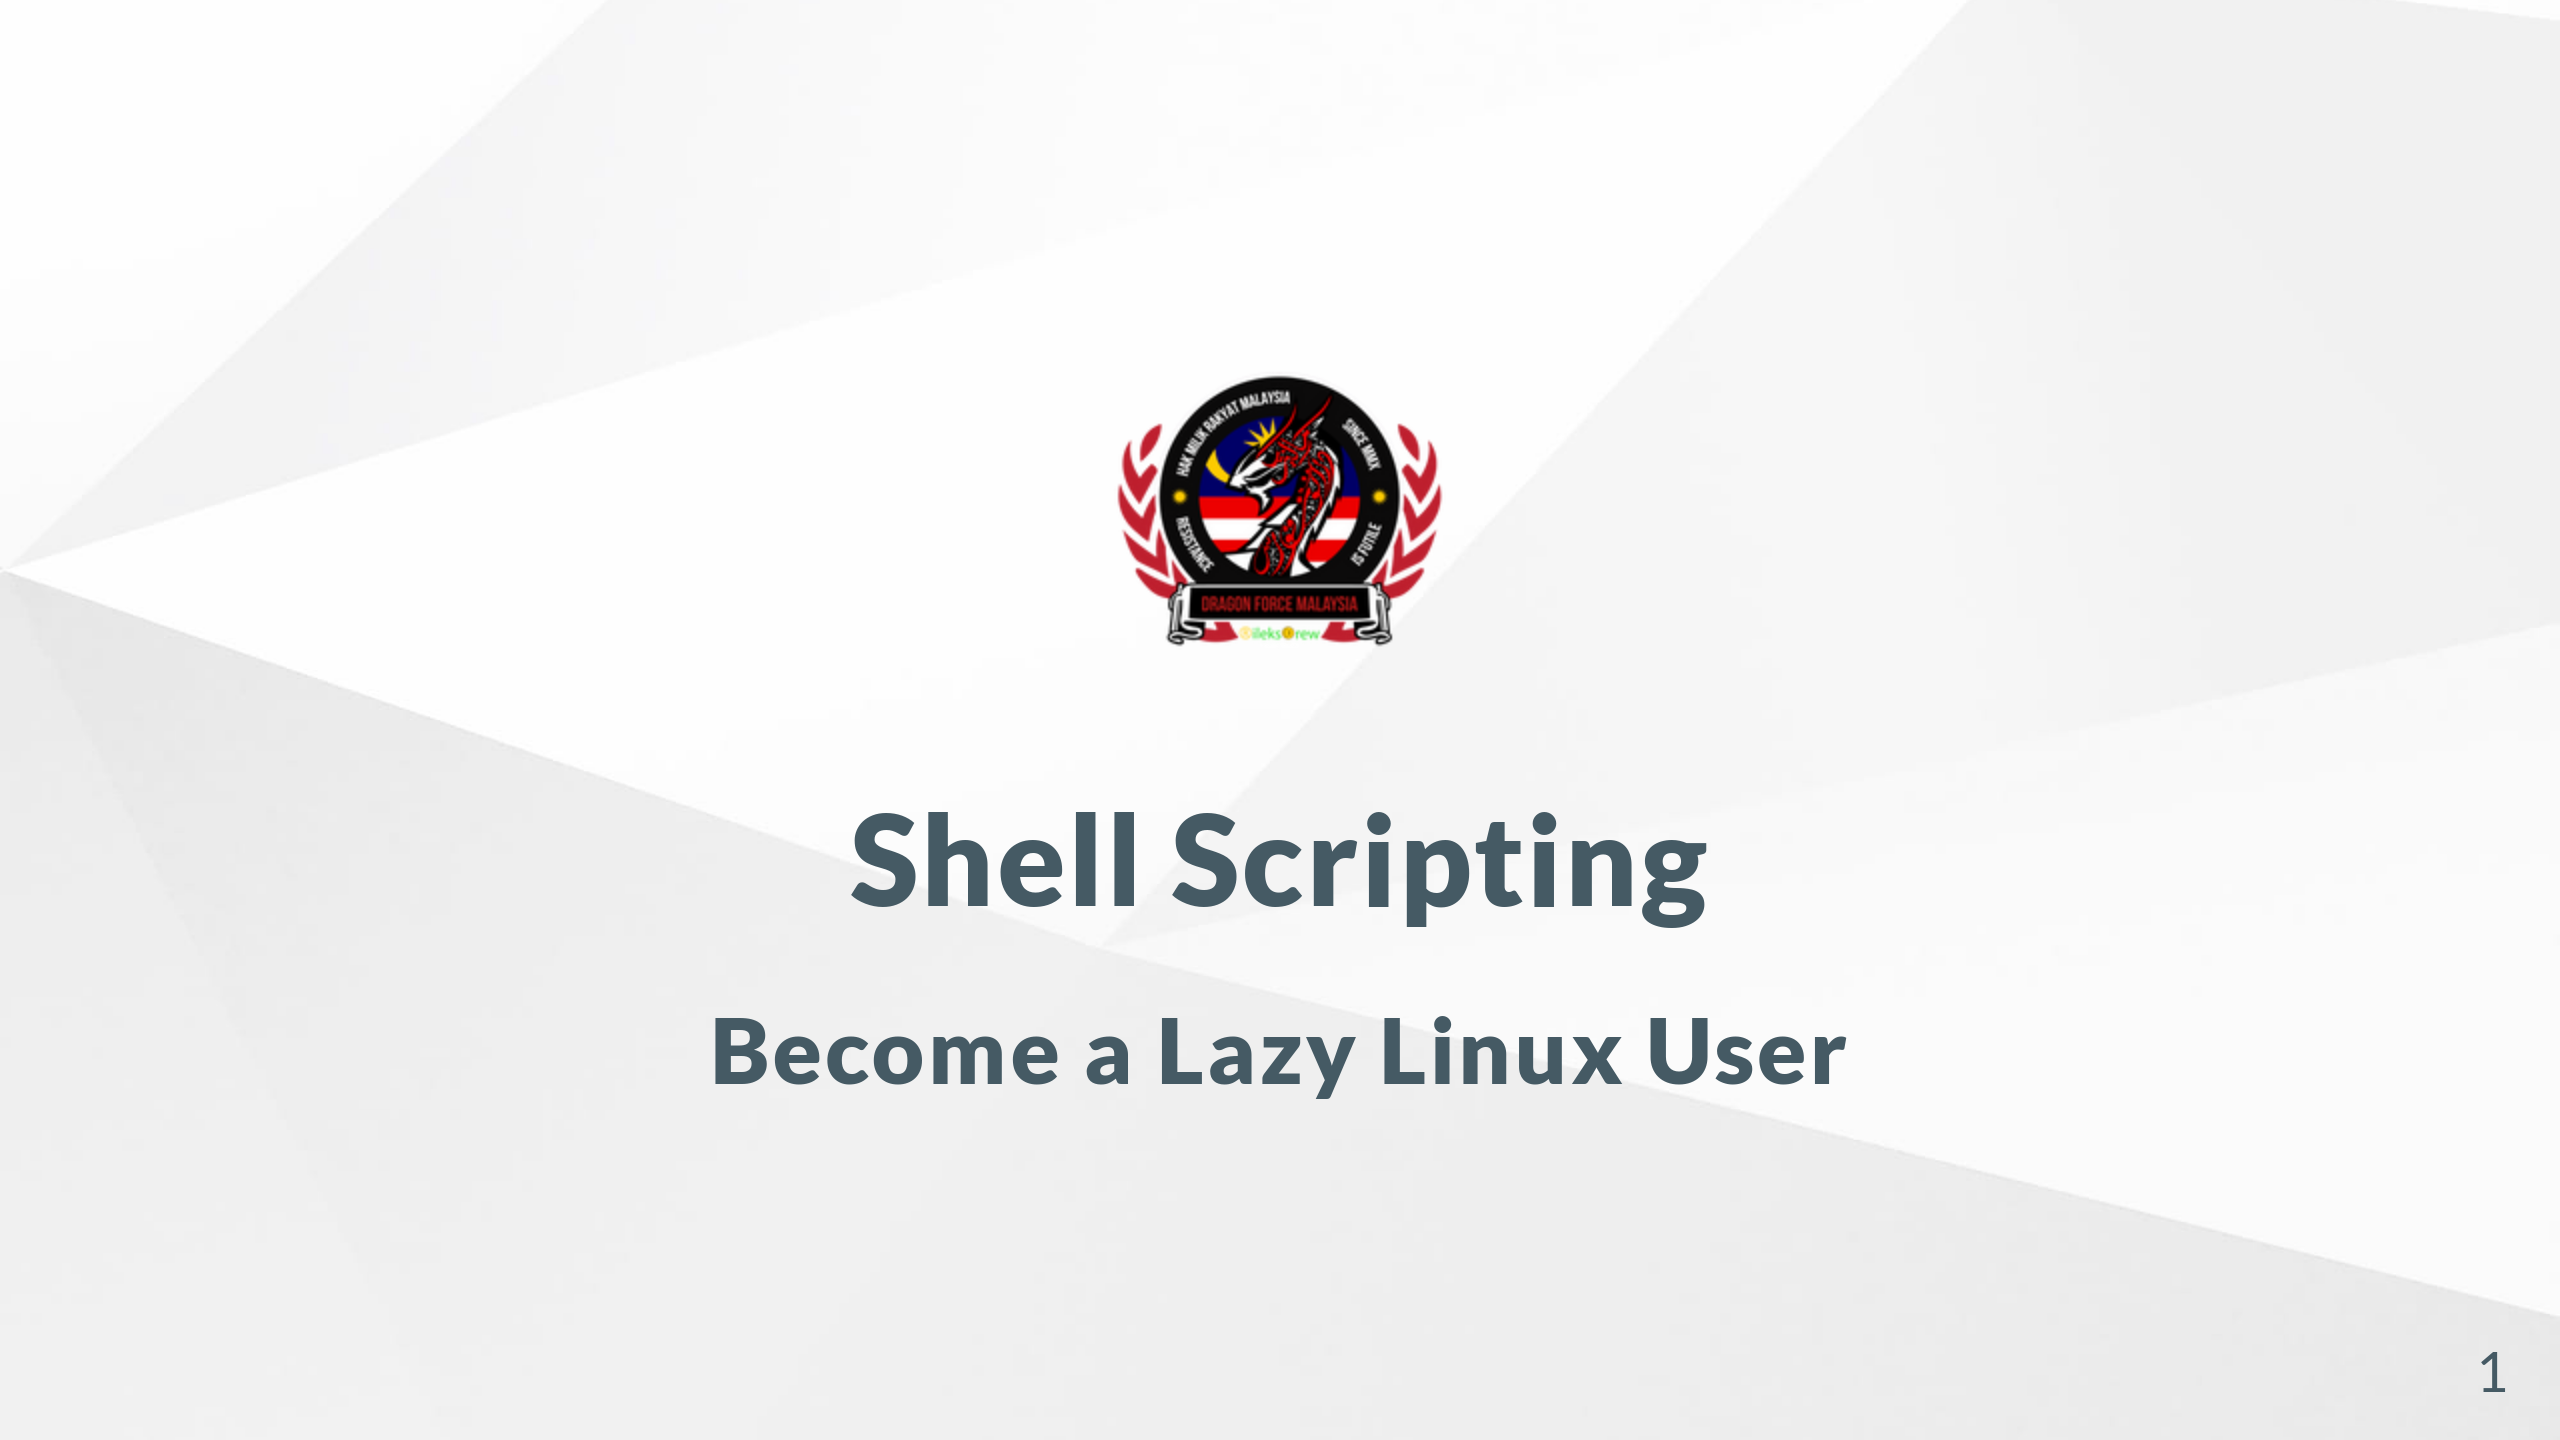 HAK MILIK RAKYAT MALAYSIA
SINCE MMX
RESISTANCE
IS FUTILE
DRAGON FORCE MALAYSIA
Shell Scripting
Become a Lazy Linux User
1